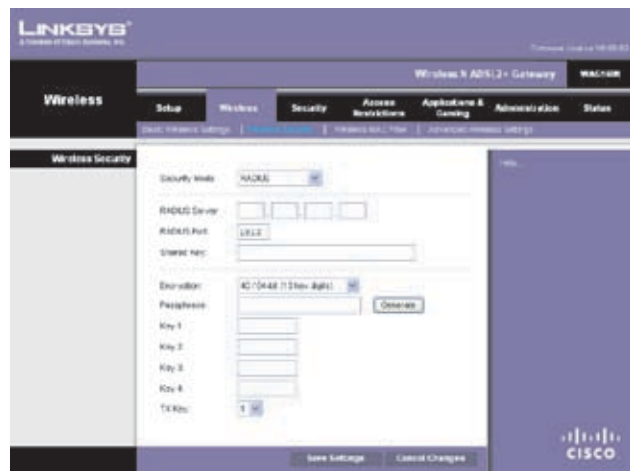 LINKSYS®
A Division of Cisco Systems, Inc.
Wireless-N ADSL2+ Gateway
Wireless
Setup
Wireless
Security
Access Restrictions
Applications & Gaming
Administration
Status
Basic Wireless Settings
Wireless Security
Wireless MAC Filter
Advanced Wireless Settings
Wireless Security
Help...
Security Mode:
RADIUS
RADIUS Server:
RADIUS Port:
Shared Key:
Encryption:
Passphrase:
Generate
Key 1:
Key 2:
Key 3:
Key 4:
TX Key:
1
Save Settings
Cancel Changes
CISCO